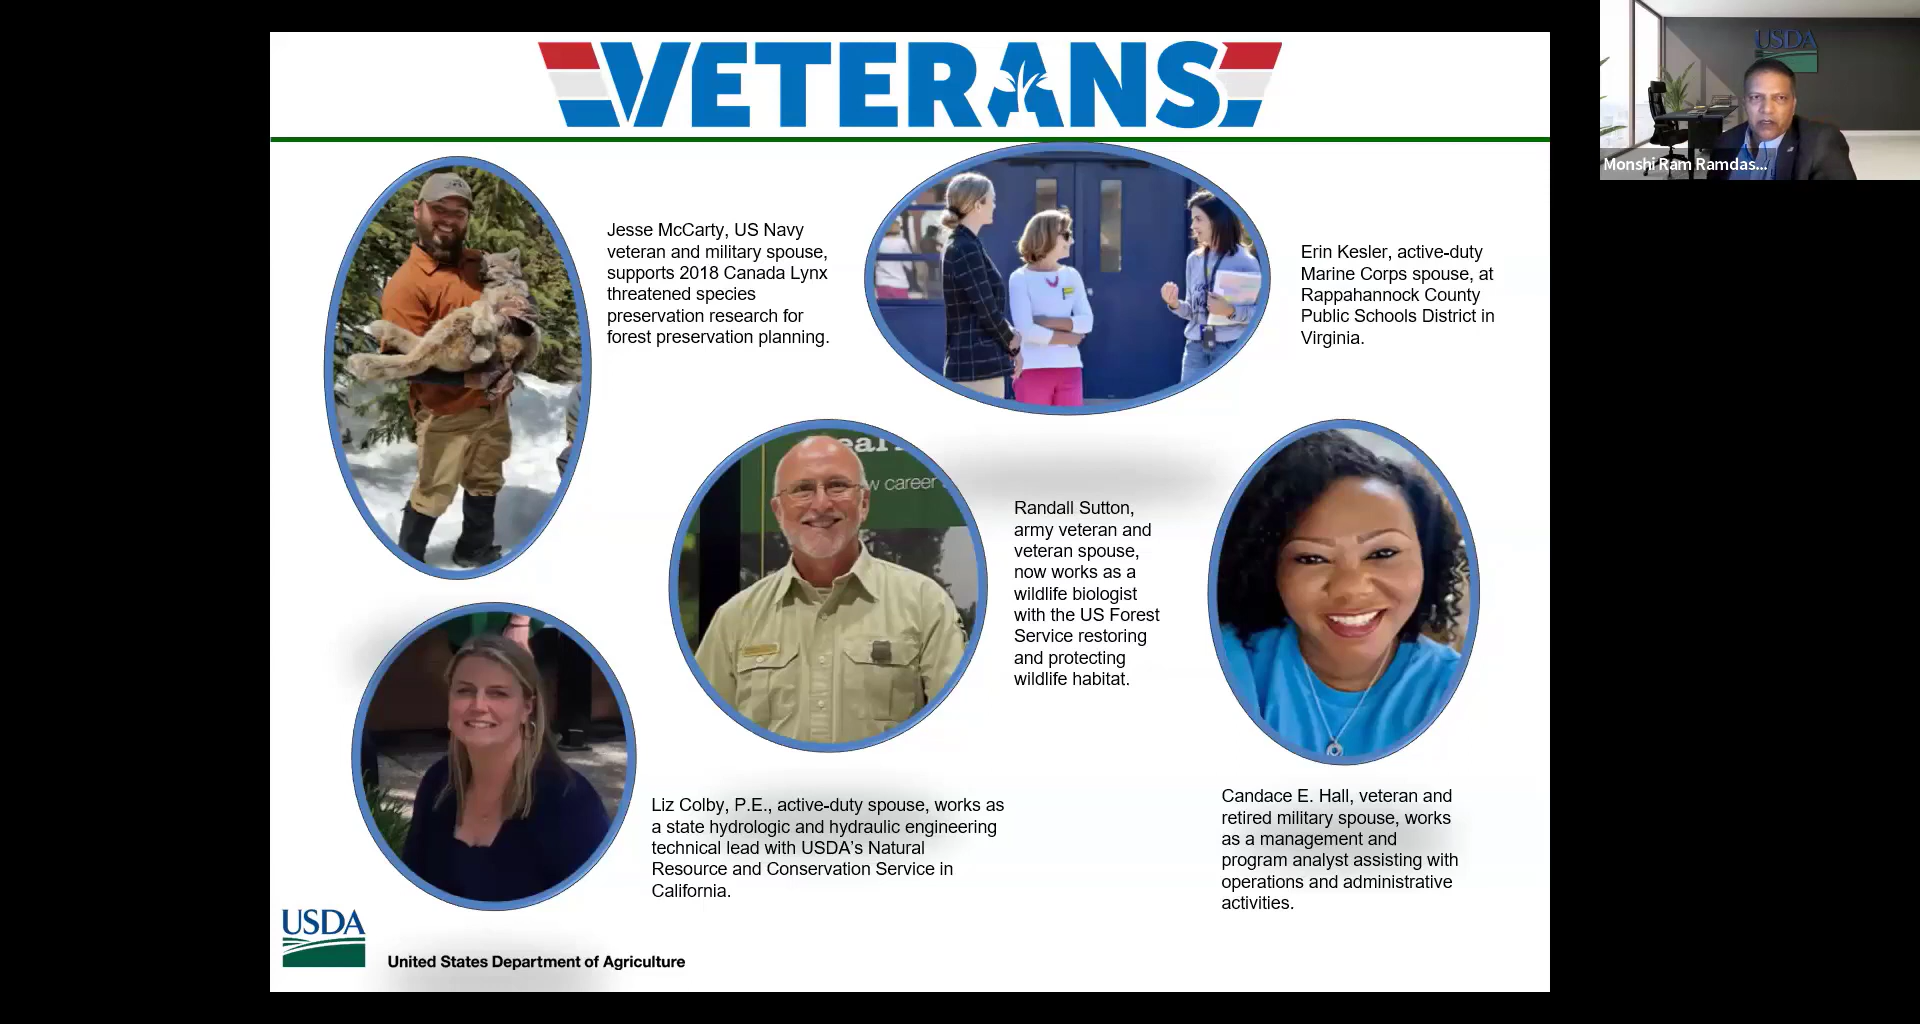 VETERANS
USDA
Monshi Ram Ramdas...
Jesse McCarty, US Navy
veteran and military spouse,
supports 2018 Canada Lynx
threatened species
preservation research for
forest preservation planning.
Erin Kesler, active-duty
Marine Corps spouse, at
Rappahannock County
Public Schools District in
Virginia.
w career
Randall Sutton,
army veteran and
veteran spouse,
now works as a
wildlife biologist
with the US Forest
Service restoring
and protecting
wildlife habitat.
Liz Colby, P.E., active-duty spouse, works as
a state hydrologic and hydraulic engineering
technical lead with USDA’s Natural
Resource and Conservation Service in
California.
Candace E. Hall, veteran and
retired military spouse, works
as a management and
program analyst assisting with
operations and administrative
activities.
USDA
United States Department of Agriculture